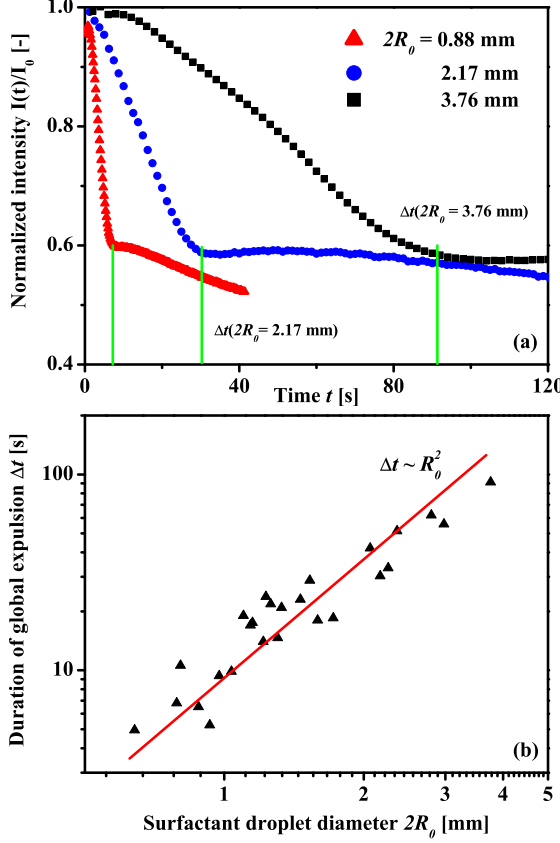 1.0
0.8
0.6
0.4
Normalized intensity I(t)/I₀ [-]
2R₀ = 0.88 mm
2.17 mm
3.76 mm
Δt(2R₀ = 3.76 mm)
Δt(2R₀ = 2.17 mm)
(a)
0 40 80 120
Time t [s]
Duration of global expulsion Δt [s]
100
10
Δt ~ R₀²
(b)
1 2 3 4 5
Surfactant droplet diameter 2R₀ [mm]